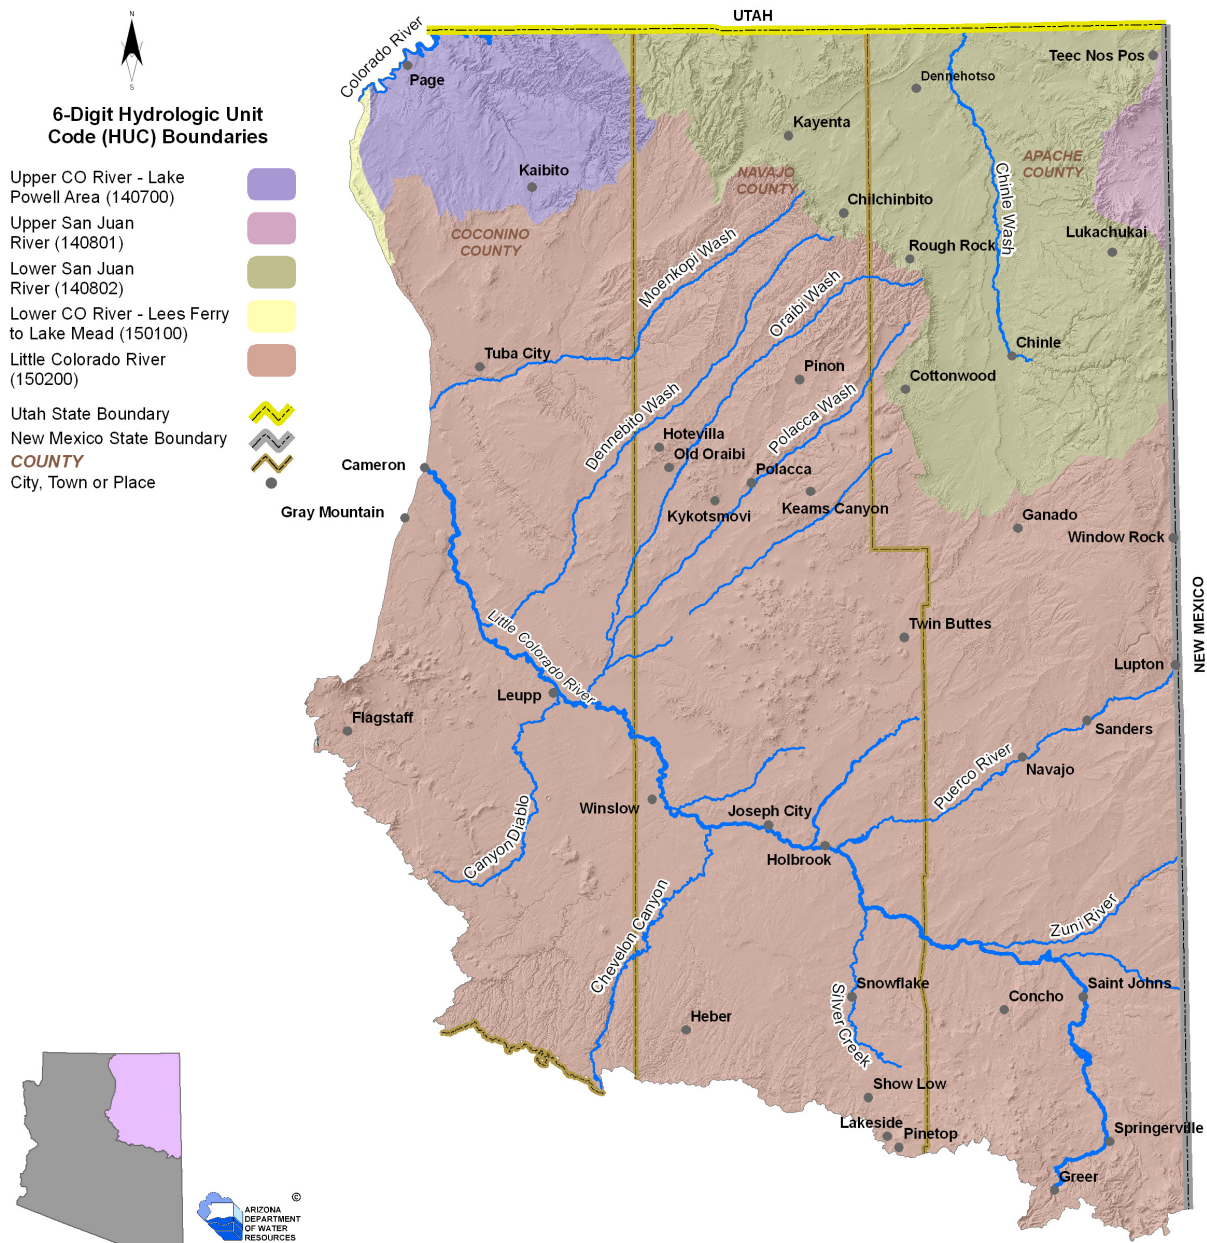 UTAH
N
S
6-Digit Hydrologic Unit
Code (HUC) Boundaries
Upper CO River - Lake
Powell Area (140700)
Upper San Juan
River (140801)
Lower San Juan
River (140802)
Lower CO River - Lees Ferry
to Lake Mead (150100)
Little Colorado River
(150200)
Utah State Boundary
New Mexico State Boundary
COUNTY
City, Town or Place
Colorado River
Page
Teec Nos Pos
Dennehotso
Kayenta
APACHE
COUNTY
Kaibito
NAVAJO
COUNTY
Chinle Wash
Chilchinbito
COCONINO
COUNTY
Moenkopi Wash
Rough Rock
Lukachukai
Oraibi Wash
Tuba City
Chinle
Pinon
Cottonwood
Dennebito Wash
Polacca Wash
Hotevilla
Old Oraibi
Cameron
Polacca
Gray Mountain
Kykotsmovi
Keams Canyon
Ganado
Window Rock
NEW MEXICO
Little Colorado River
Twin Buttes
Lupton
Leupp
Flagstaff
Sanders
Puerco River
Navajo
Winslow
Joseph City
Canyon Diablo
Holbrook
Chevelon Canyon
Zuni River
Snowflake
Saint Johns
Concho
Silver Creek
Heber
Show Low
Lakeside
Pinetop
Springerville
Greer
©
ARIZONA
DEPARTMENT
OF WATER
RESOURCES